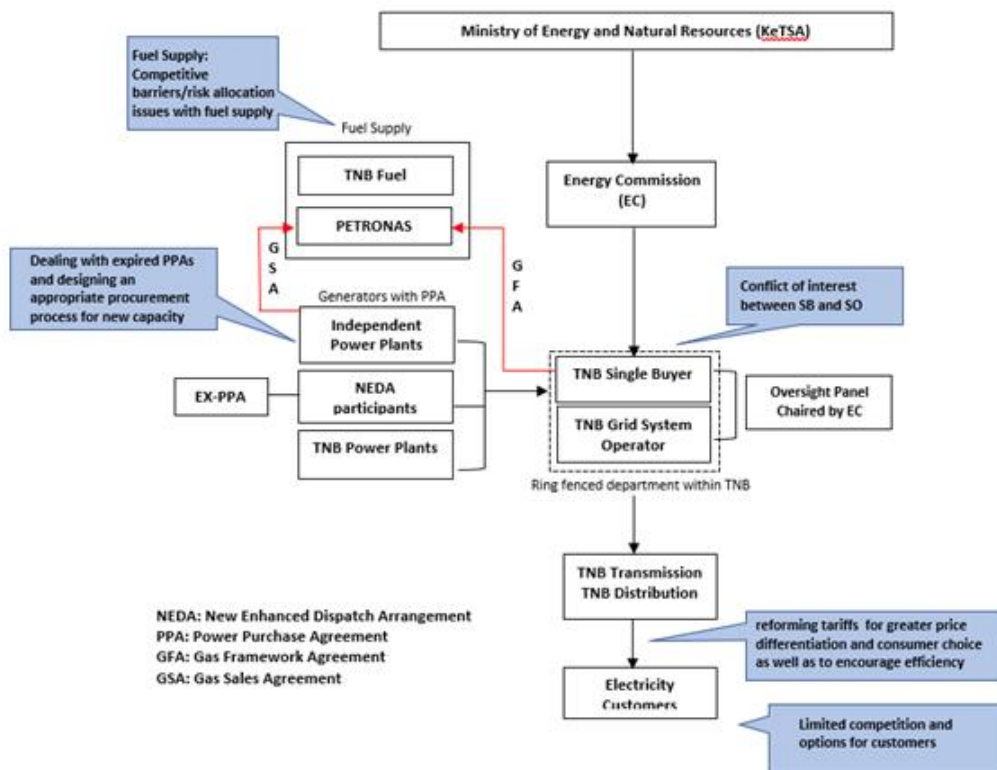 Ministry of Energy and Natural Resources (KeTSA)
Fuel Supply:
Competitive
barriers/risk allocation
issues with fuel supply
Fuel Supply
TNB Fuel
PETRONAS
Energy Commission
(EC)
G
S
A
G
F
A
Dealing with expired PPAs
and designing an
appropriate procurement
process for new capacity
Conflict of interest
between SB and SO
Generators with PPA
Independent
Power Plants
EX-PPA
NEDA
participants
TNB Power Plants
TNB Single Buyer
TNB Grid System
Operator
Oversight Panel
Chaired by EC
Ring fenced department within TNB
TNB Transmission
TNB Distribution
NEDA: New Enhanced Dispatch Arrangement
PPA: Power Purchase Agreement
GFA: Gas Framework Agreement
GSA: Gas Sales Agreement
reforming tariffs for greater price
differentiation and consumer choice
as well as to encourage efficiency
Electricity
Customers
Limited competition and
options for customers